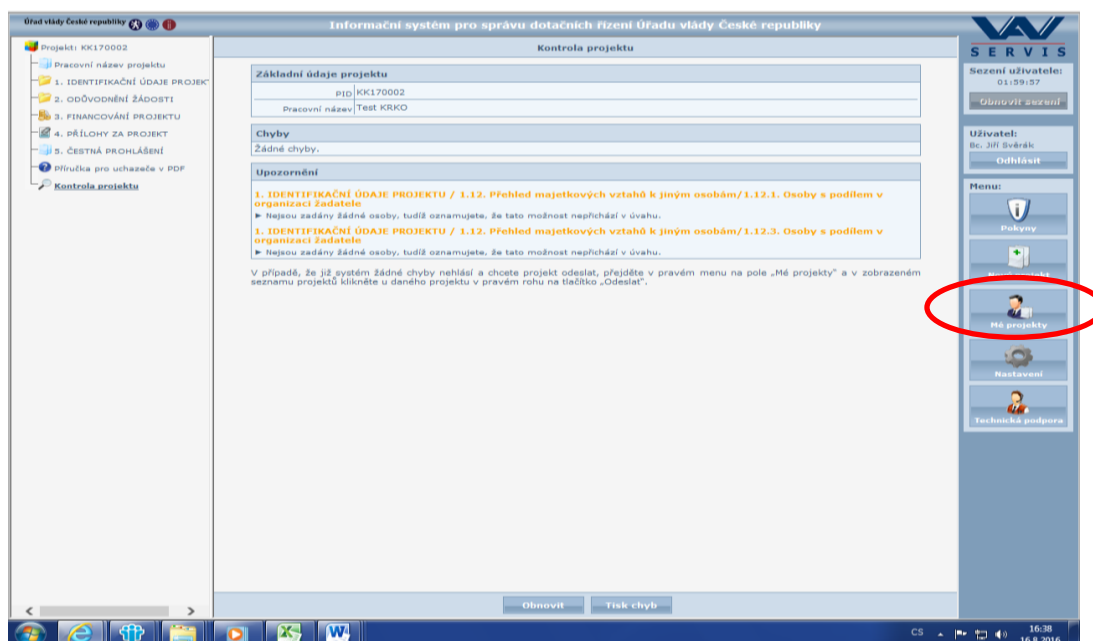 Úřad vlády České republiky
Informační systém pro správu dotačních řízení Úřadu vlády České republiky
Projekt: KK170002
Pracovní název projektu
1. IDENTIFIKAČNÍ ÚDAJE PROJEK
2. ODŮVODNĚNÍ ŽÁDOSTI
3. FINANCOVÁNÍ PROJEKTU
4. PŘÍLOHY ZA PROJEKT
5. ČESTNÁ PROHLÁŠENÍ
Příručka pro uchazeče v PDF
Kontrola projektu
Kontrola projektu
Základní údaje projektu
PID KK170002
Pracovní název Test KRKO
Chyby
Žádné chyby.
Upozornění
1. IDENTIFIKAČNÍ ÚDAJE PROJEKTU / 1.12. Přehled majetkových vztahů k jiným osobám/1.12.1. Osoby s podílem v
organizaci žadatele
► Nejsou zadány žádné osoby, tudíž oznamujete, že tato možnost nepřichází v úvahu.
1. IDENTIFIKAČNÍ ÚDAJE PROJEKTU / 1.12. Přehled majetkových vztahů k jiným osobám/1.12.3. Osoby s podílem v
organizaci žadatele
► Nejsou zadány žádné osoby, tudíž oznamujete, že tato možnost nepřichází v úvahu.
V případě, že již systém žádné chyby nehlásí a chcete projekt odeslat, přejděte v pravém menu na pole „Mé projekty" a v zobrazeném
seznamu projektů klikněte u daného projektu v pravém rohu na tlačítko „Odeslat".
Obnovit
Tisk chyb
VAV
SERVIS
Sezení uživatele:
01:59:57
Obnovit sezení
Uživatel:
Bc. Jiří Svěrák
Odhlásit
Menu:
Pokyny
Mé projekty
Nastavení
Technická podpora
CS
16:38
16.8.2016